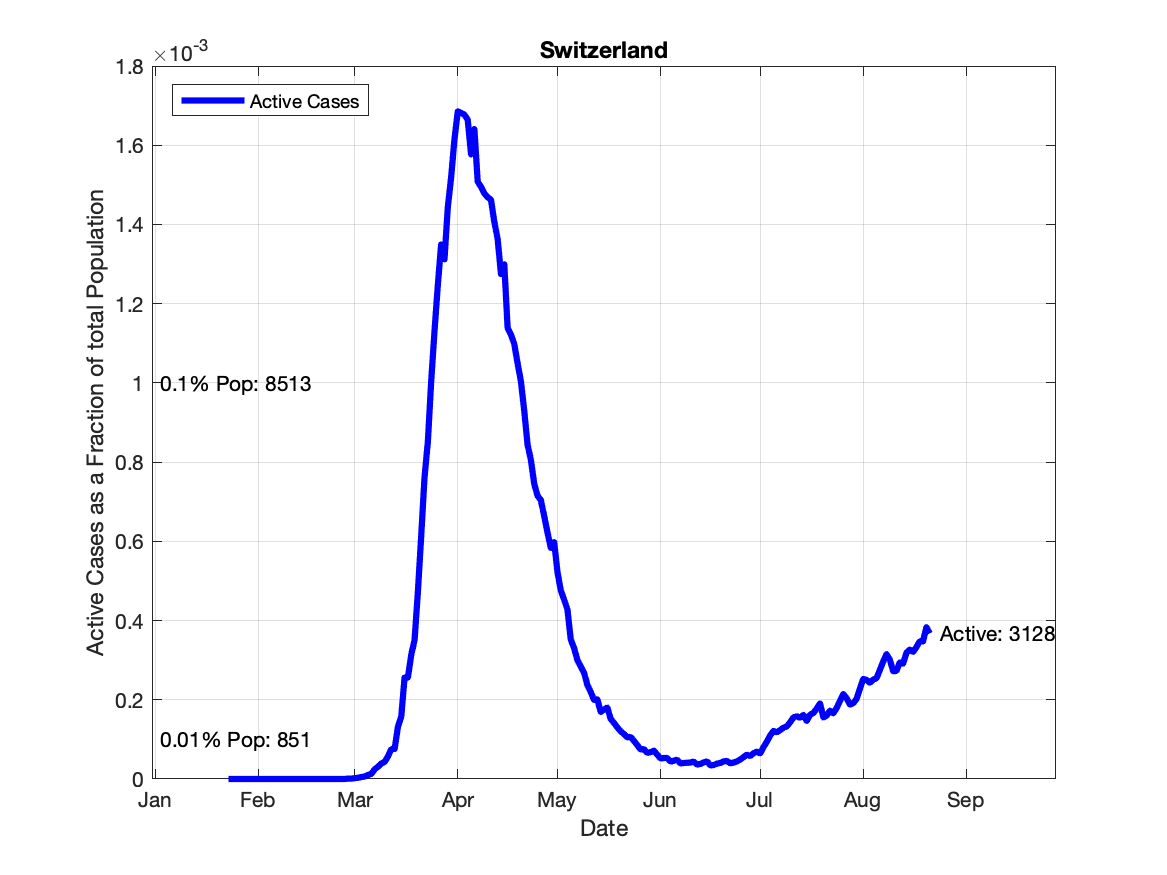 Switzerland
×10-3
1.8
1.6
1.4
1.2
1
0.8
0.6
0.4
0.2
0
Active Cases
0.1% Pop: 8513
Active: 3128
0.01% Pop: 851
Active Cases as a Fraction of total Population
Jan Feb Mar Apr May Jun Jul Aug Sep
Date